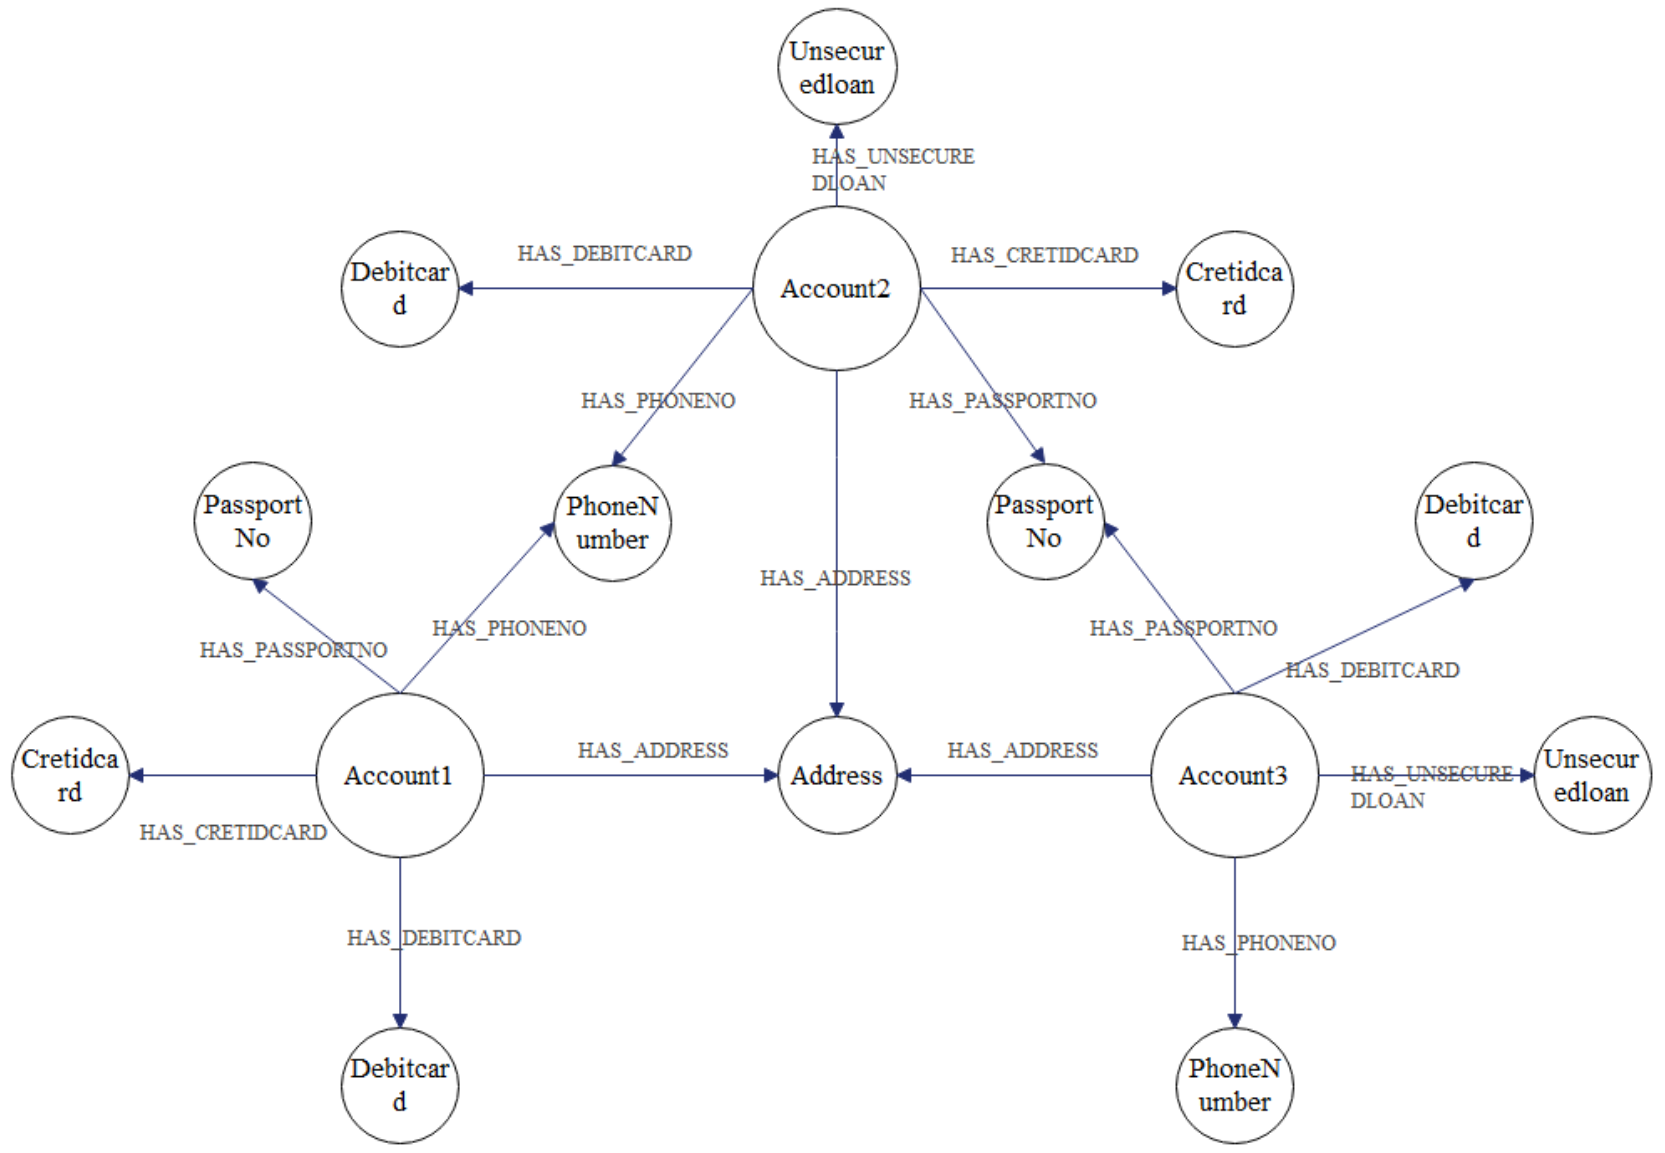 Unsecur
edloan
HAS_UNSECURE
DLOAN
HAS_DEBITCARD
HAS_CRETIDCARD
Debitcar
d
Account2
Cretidca
rd
HAS_PHONENO
HAS_PASSPORTNO
Passport
No
PhoneN
umber
Passport
No
Debitcar
d
HAS_ADDRESS
HAS_PHONENO
HAS_PASSPORTNO
HAS_PASSPORTNO
HAS_DEBITCARD
Cretidca
rd
Account1
HAS_ADDRESS
Address
HAS_ADDRESS
Account3
HAS_UNSECURE
DLOAN
Unsecur
edloan
HAS_CRETIDCARD
HAS_DEBITCARD
HAS_PHONENO
Debitcar
d
PhoneN
umber